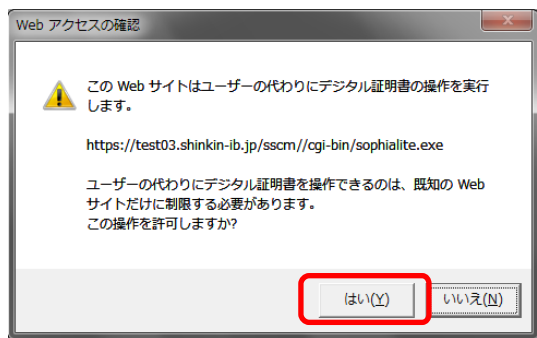 Web アクセスの確認
この Web サイトはユーザーの代わりにデジタル証明書の操作を実行
します。
https://test03.shinkin-ib.jp/sscm//cgi-bin/sophialite.exe
ユーザーの代わりにデジタル証明書を操作できるのは、既知の Web
サイトだけに制限する必要があります。
この操作を許可しますか?
はい(Y) いいえ(N)